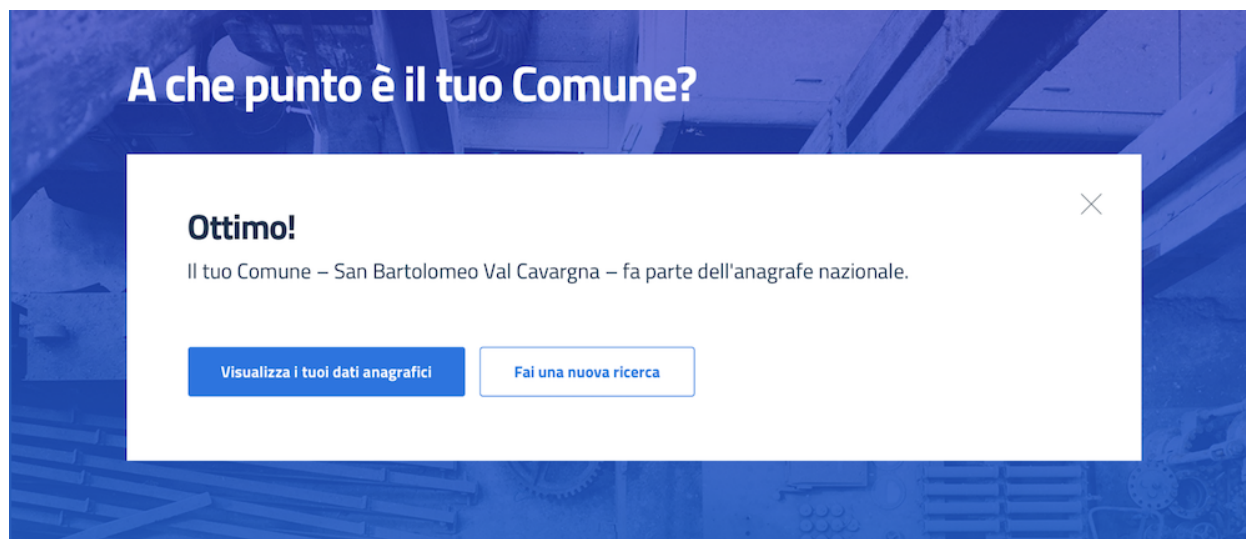 A che punto è il tuo Comune?
Ottimo!
Il tuo Comune – San Bartolomeo Val Cavargna – fa parte dell'anagrafe nazionale.
Visualizza i tuoi dati anagrafici
Fai una nuova ricerca